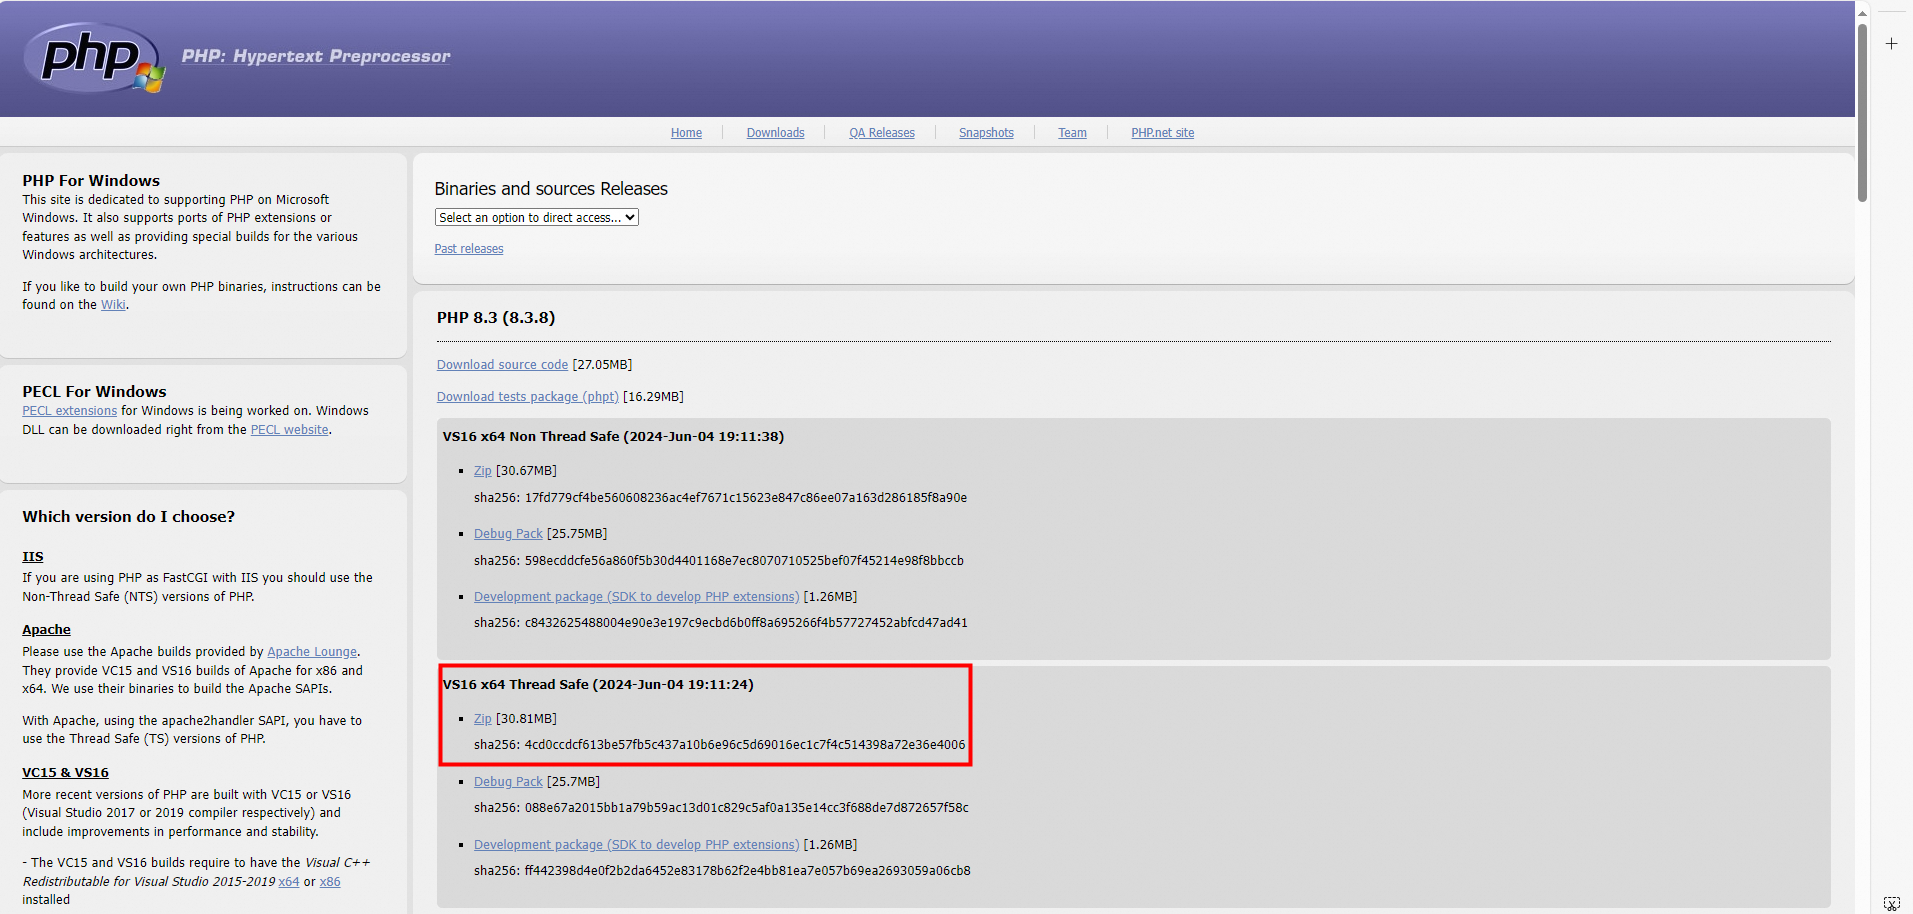 php
PHP: Hypertext Preprocessor
Home
Downloads
QA Releases
Snapshots
Team
PHP.net site
PHP For Windows
This site is dedicated to supporting PHP on Microsoft
Windows. It also supports ports of PHP extensions or
features as well as providing special builds for the various
Windows architectures.
If you like to build your own PHP binaries, instructions can be
found on the Wiki.
PECL For Windows
PECL extensions for Windows is being worked on. Windows
DLL can be downloaded right from the PECL website.
Which version do I choose?
IIS
If you are using PHP as FastCGI with IIS you should use the
Non-Thread Safe (NTS) versions of PHP.
Apache
Please use the Apache builds provided by Apache Lounge.
They provide VC15 and VS16 builds of Apache for x86 and
x64. We use their binaries to build the Apache SAPIs.
With Apache, using the apache2handler SAPI, you have to
use the Thread Safe (TS) versions of PHP.
VC15 & VS16
More recent versions of PHP are built with VC15 or VS16
(Visual Studio 2017 or 2019 compiler respectively) and
include improvements in performance and stability.
- The VC15 and VS16 builds require to have the Visual C++
Redistributable for Visual Studio 2015-2019 x64 or x86
installed
Binaries and sources Releases
Select an option to direct access...
Past releases
PHP 8.3 (8.3.8)
Download source code [27.05MB]
Download tests package (phpt) [16.29MB]
VS16 x64 Non Thread Safe (2024-Jun-04 19:11:38)
Zip [30.67MB]
sha256: 17fd779cf4be560608236ac4ef7671c15623e847c86ee07a163d286185f8a90e
Debug Pack [25.75MB]
sha256: 598ecddcfe56a860f5b30d4401168e7ec8070710525bef07f45214e98f8bbccb
Development package (SDK to develop PHP extensions) [1.26MB]
sha256: c8432625488004e90e3e197c9ecbd6b0ff8a695266f4b57727452abfcd47ad41
VS16 x64 Thread Safe (2024-Jun-04 19:11:24)
Zip [30.81MB]
sha256: 4cd0ccdcf613be57fb5c437a10b6e96c5d69016ec1c7f4c514398a72e36e4006
Debug Pack [25.7MB]
sha256: 088e67a2015bb1a79b59ac13d01c829c5af0a135e14cc3f688de7d872657f58c
Development package (SDK to develop PHP extensions) [1.26MB]
sha256: ff442398d4e0f2b2da6452e83178b62f2e4bb81ea7e057b69ea2693059a06cb8